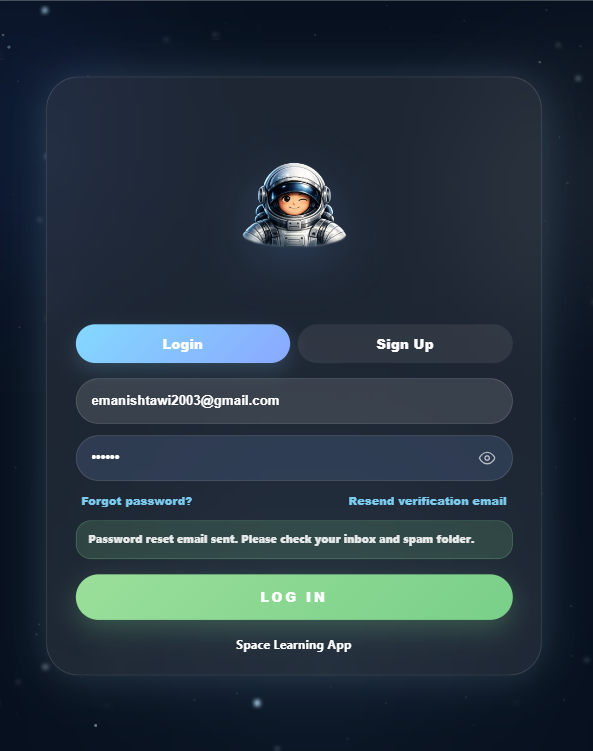 Login
Sign Up
emanishtawi2003@gmail.com
••••••
Forgot password?
Resend verification email
Password reset email sent. Please check your inbox and spam folder.
LOG IN
Space Learning App